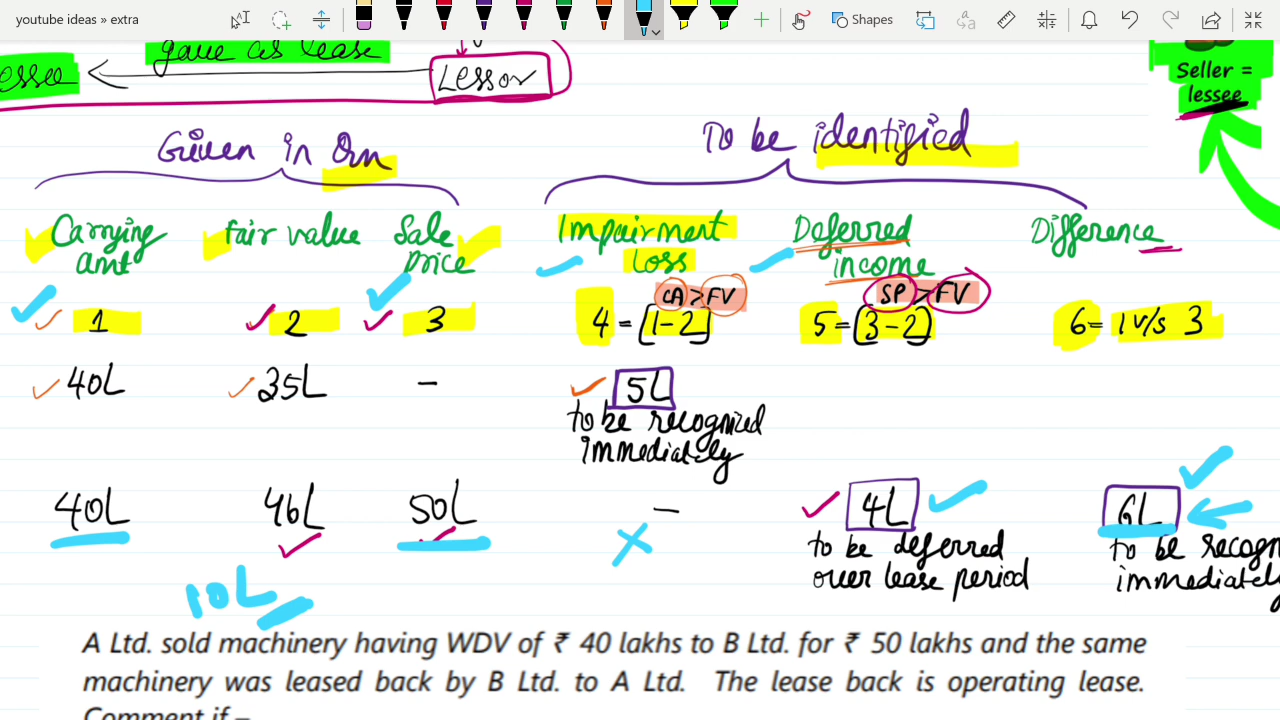 youtube ideas » extra
Shapes
gave as lease
essee
Lessor
Seller =
lessee
Given in Qn
To be identified
Carrying amt
fair value
Sale Price
Impairment Loss
Deferred income
Difference
CA > FV
SP > FV
1
2
3
4 = [1-2]
5 = [3-2]
6 = 1 v/s 3
40L
35L
-
5L
to be recognized
immediately
40L
46L
50L
-
4L
6L
to be deferred
over lease period
to be recogn
immediately
10L
A Ltd. sold machinery having WDV of ₹ 40 lakhs to B Ltd. for ₹ 50 lakhs and the same
machinery was leased back by B Ltd. to A Ltd. The lease back is operating lease.
Comment if –